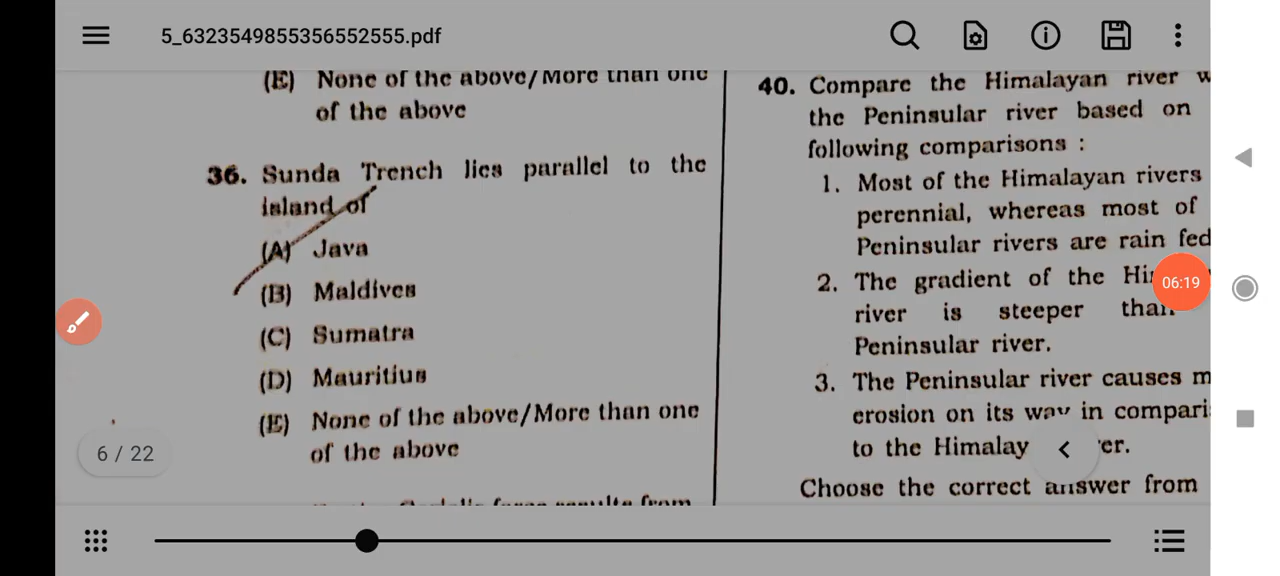 5_6323549855356552555.pdf
(E) None of the above/More than one
of the above
36. Sunda Trench lies parallel to the
island of
(A) Java
(B) Maldives
(C) Sumatra
(D) Mauritius
(E) None of the above/More than one
of the above
Coriolis force results from
40. Compare the Himalayan river
the Peninsular river based on
following comparisons :
1. Most of the Himalayan rivers
perennial, whereas most of
Peninsular rivers are rain fed
2. The gradient of the
river is steeper than
Peninsular river.
3. The Peninsular river causes
erosion on its way in
to the
Choose the correct answer from
06:19
6 / 22